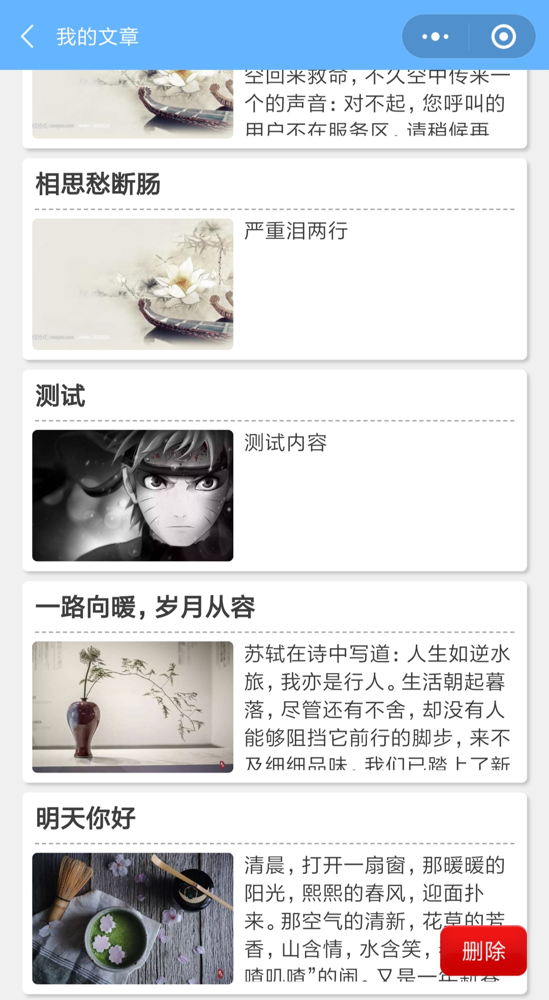 我的文章
空回来救命，不久空中传来一
个的声音：对不起，您呼叫的
用户不在服务区，请稍候再
相思愁断肠
严重泪两行
测试
测试内容
一路向暖，岁月从容
苏轼在诗中写道：人生如逆水
旅，我亦是行人。生活朝起暮
落，尽管还有不舍，却没有人
能够阻挡它前行的脚步，来不
及细细品味，我们已踏上了新
明天你好
清晨，打开一扇窗，那暖暖的
阳光，熙熙的春风，迎面扑
来。那空气的清新，花草的芳
香，山含情，水含笑，
喳叽喳”的闹。又是一年新春
删除